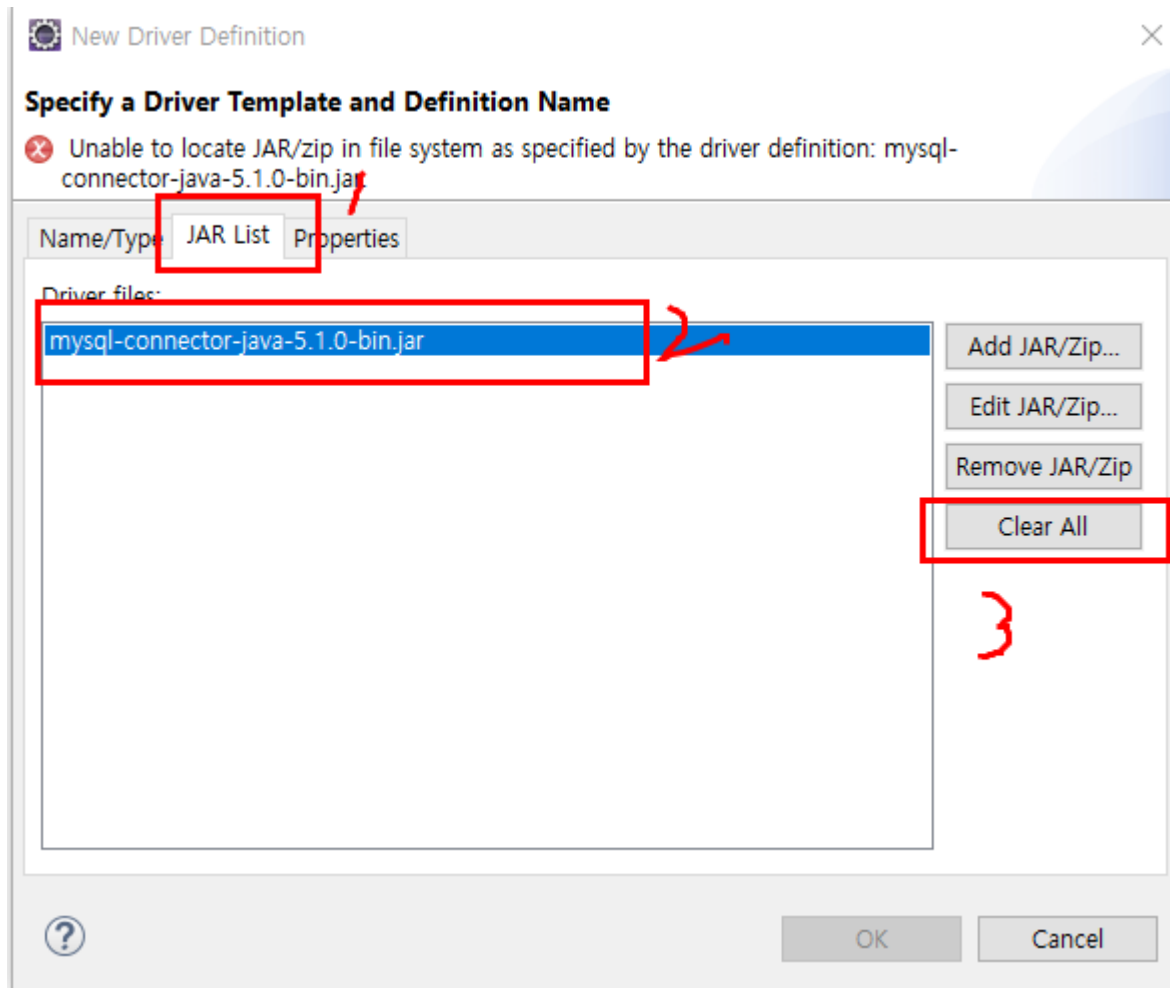 New Driver Definition
Specify a Driver Template and Definition Name
Unable to locate JAR/zip in file system as specified by the driver definition: mysql-
connector-java-5.1.0-bin.jar.
1
Name/Type JAR List Properties
Driver files:
mysql-connector-java-5.1.0-bin.jar
2
Add JAR/Zip...
Edit JAR/Zip...
Remove JAR/Zip
Clear All
3
?
OK Cancel